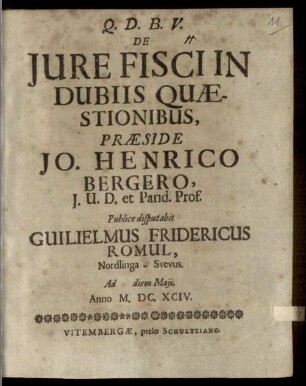 11
Q. D. B. V.
DE
JURE FISCI IN
DUBIIS QUÆ-
STIONIBUS,
PRÆSIDE
JO. HENRICO
BERGERO,
J. U. D. et Pand. Prof.
Publice disputabit
GUILIELMUS FRIDERICUS
ROMUL,
Nordlinga - Svevus.
Ad diem Maji.
Anno M, DC, XCIV.
VITEMBERGÆ, prelo SCHULTZIANO.